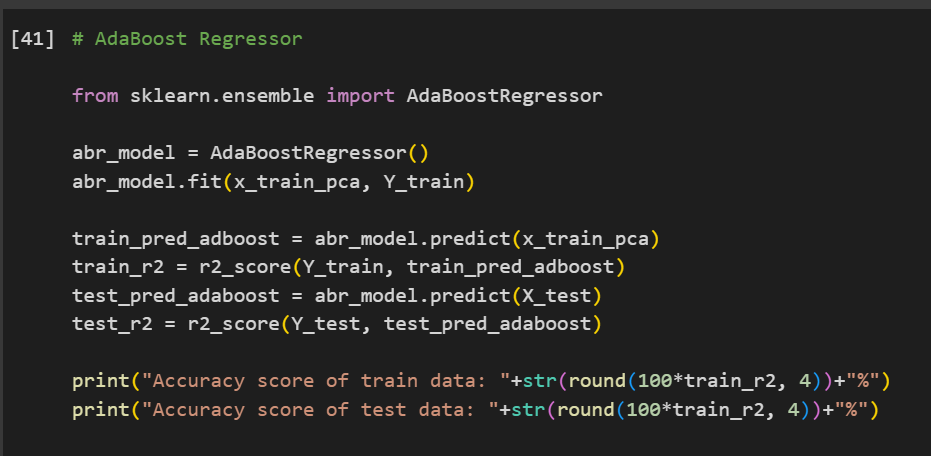 [41] # AdaBoost Regressor
from sklearn.ensemble import AdaBoostRegressor
abr_model = AdaBoostRegressor()
abr_model.fit(x_train_pca, Y_train)
train_pred_adboost = abr_model.predict(x_train_pca)
train_r2 = r2_score(Y_train, train_pred_adboost)
test_pred_adaboost = abr_model.predict(X_test)
test_r2 = r2_score(Y_test, test_pred_adaboost)
print("Accuracy score of train data: "+str(round(100*train_r2, 4))+"%")
print("Accuracy score of test data: "+str(round(100*train_r2, 4))+"%")